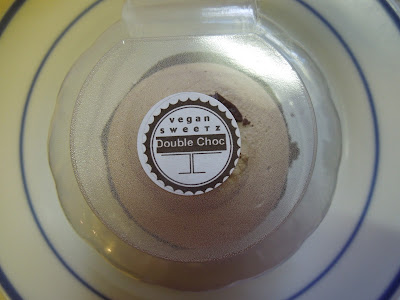 vegan
sweetz
Double Choc